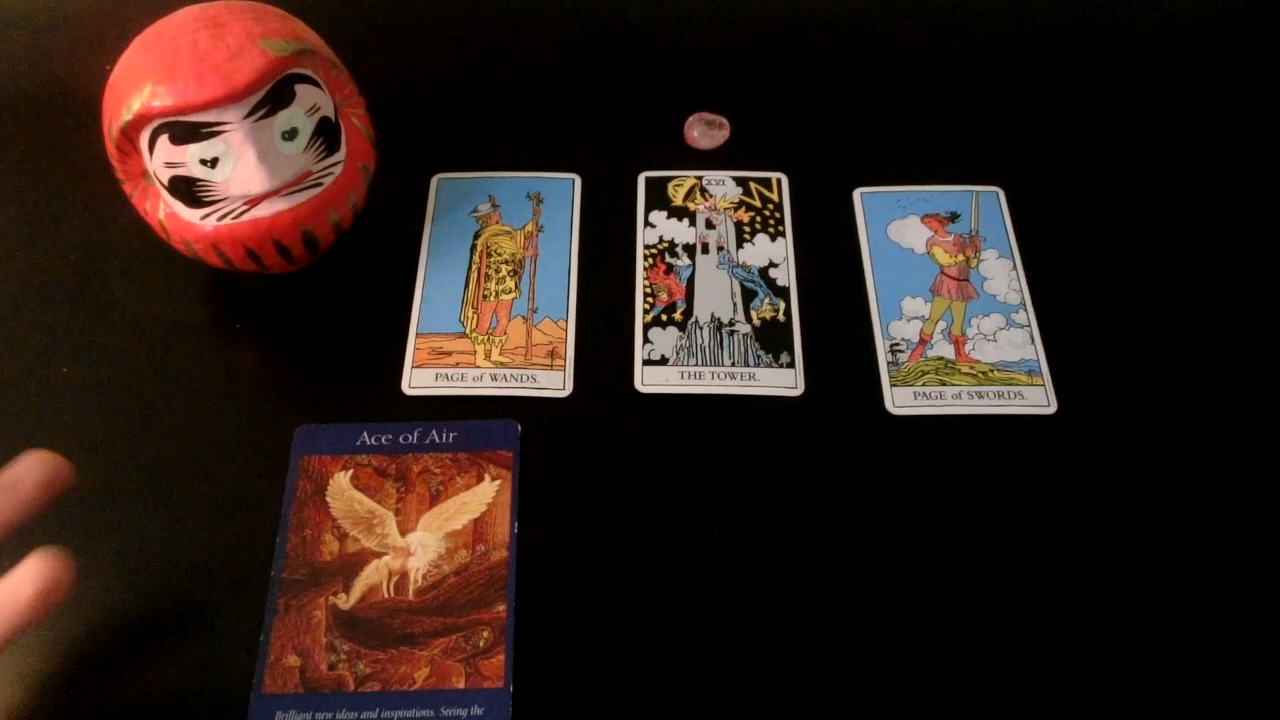 XVI
PAGE of WANDS.
THE TOWER.
PAGE of SWORDS.
Ace of Air
Brilliant new ideas and inspirations. Seeing the